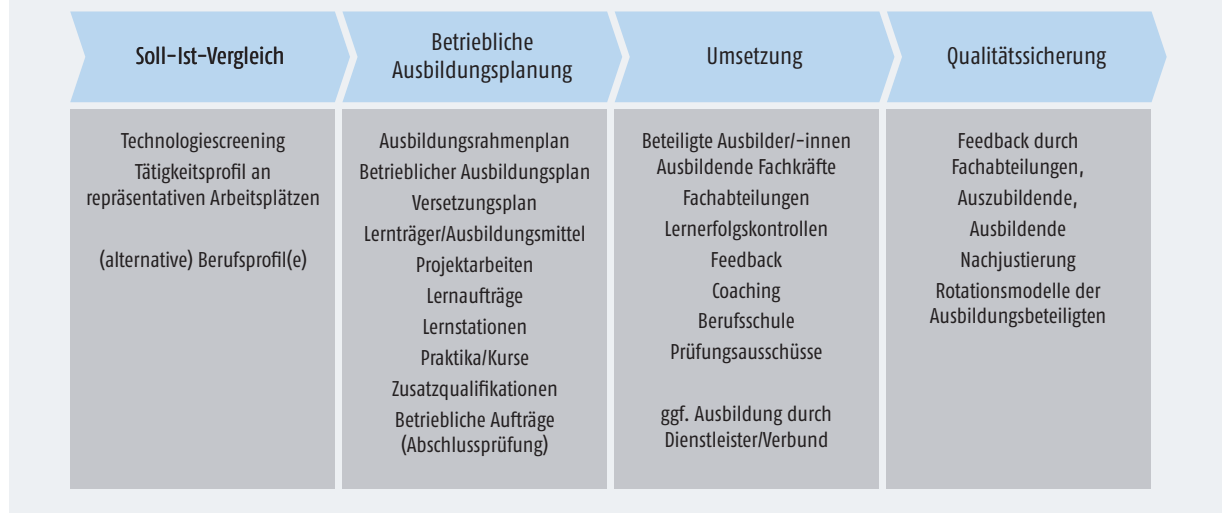 Soll-Ist-Vergleich
Betriebliche
Ausbildungsplanung
Umsetzung
Qualitätssicherung
Technologiescreening
Tätigkeitsprofil an
repräsentativen Arbeitsplätzen
(alternative) Berufsprofil(e)
Ausbildungsrahmenplan
Betrieblicher Ausbildungsplan
Versetzungsplan
Lernträger/Ausbildungsmittel
Projektarbeiten
Lernaufträge
Lernstationen
Praktika/Kurse
Zusatzqualifikationen
Betriebliche Aufträge
(Abschlussprüfung)
Beteiligte Ausbilder/-innen
Ausbildende Fachkräfte
Fachabteilungen
Lernerfolgskontrollen
Feedback
Coaching
Berufsschule
Prüfungsausschüsse
ggf. Ausbildung durch
Dienstleister/Verbund
Feedback durch
Fachabteilungen,
Auszubildende,
Ausbildende
Nachjustierung
Rotationsmodelle der
Ausbildungsbeteiligten